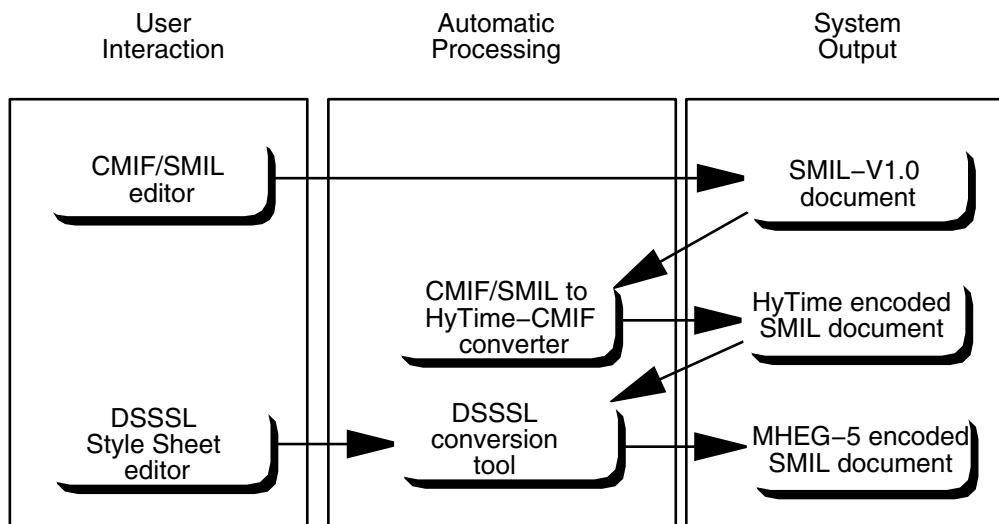 User
Interaction
Automatic
Processing
System
Output
CMIF/SMIL
editor
SMIL−V1.0
document
CMIF/SMIL to
HyTime−CMIF
converter
HyTime encoded
SMIL document
DSSSL
Style Sheet
editor
DSSSL
conversion
tool
MHEG−5 encoded
SMIL document